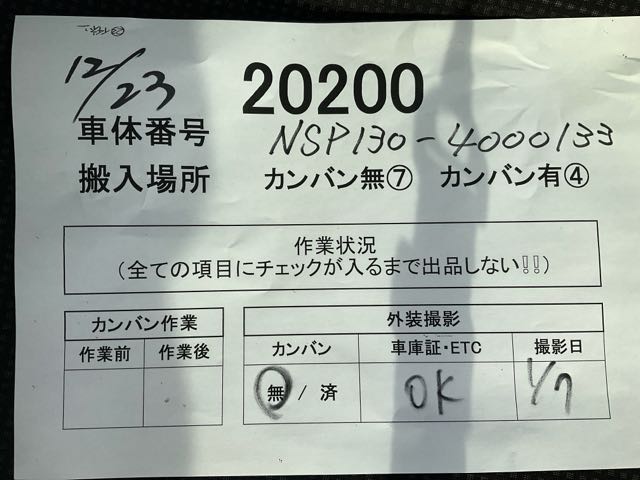 12/23
20200
車体番号 NSP130-4000133
搬入場所 カンバン無⑦ カンバン有④
作業状況
(全ての項目にチェックが入るまで出品しない!!)
カンバン作業
作業前 作業後
外装撮影
カンバン 車庫証・ETC 撮影日
無 / 済 OK 1/7